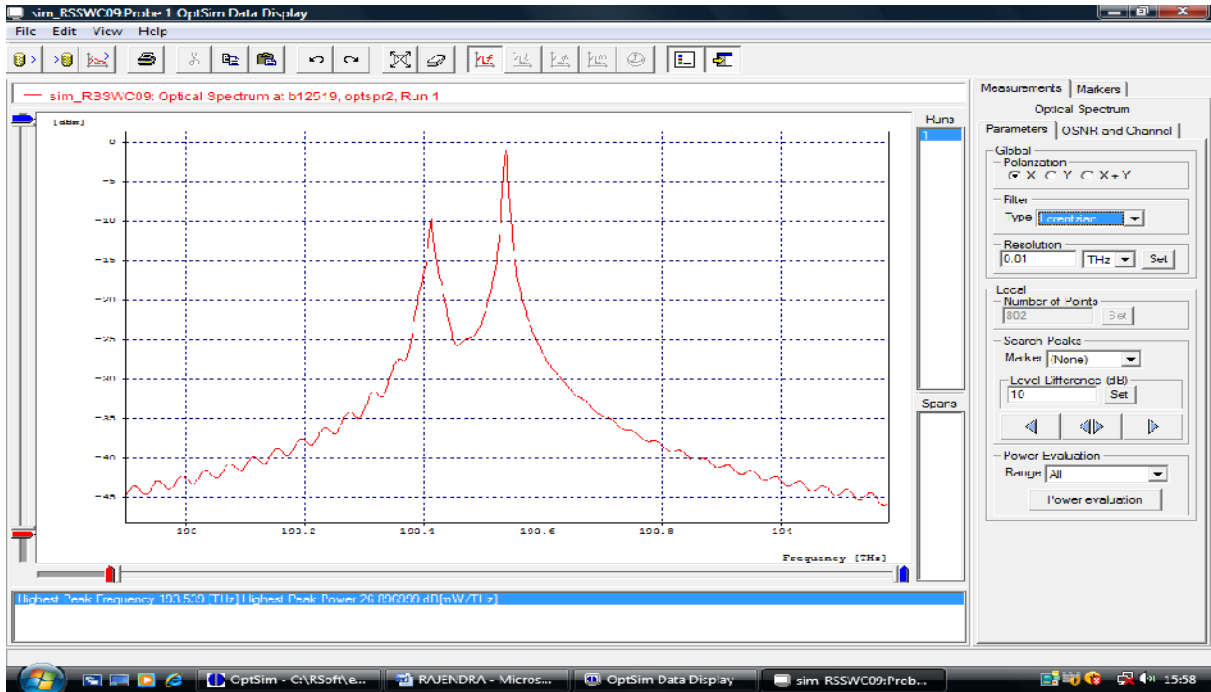 sim_RSSWC09:Probe 1 OptSim Data Display
File Edit View Help
sim_RSSWC09: Optical Spectrum at b12519, optspr2, Run 1
[dBm]
0
-5
-10
-15
-20
-25
-30
-35
-40
-45
193
193.2
193.4
193.6
193.8
194
Frequency [THz]
Runs
1
Spans
Highest Peak Frequency 193.539 [THz] Highest Peak Power 26.896999 dB[mW/THz]
Measurements Markers
Optical Spectrum
Parameters OSNR and Channel
Global
Polarization
X Y X+Y
Filter
Type Lorentzian
Resolution
0.01 THz Set
Local
Number of Points
802 Set
Search Peaks
Marker (None)
Level Difference (dB)
10 Set
Power Evaluation
Range All
Power evaluation
OptSim - C:\RSoft\e...
RAJENDRA - Micros...
OptSim Data Display
sim_RSSWC09:Prob...
15:58